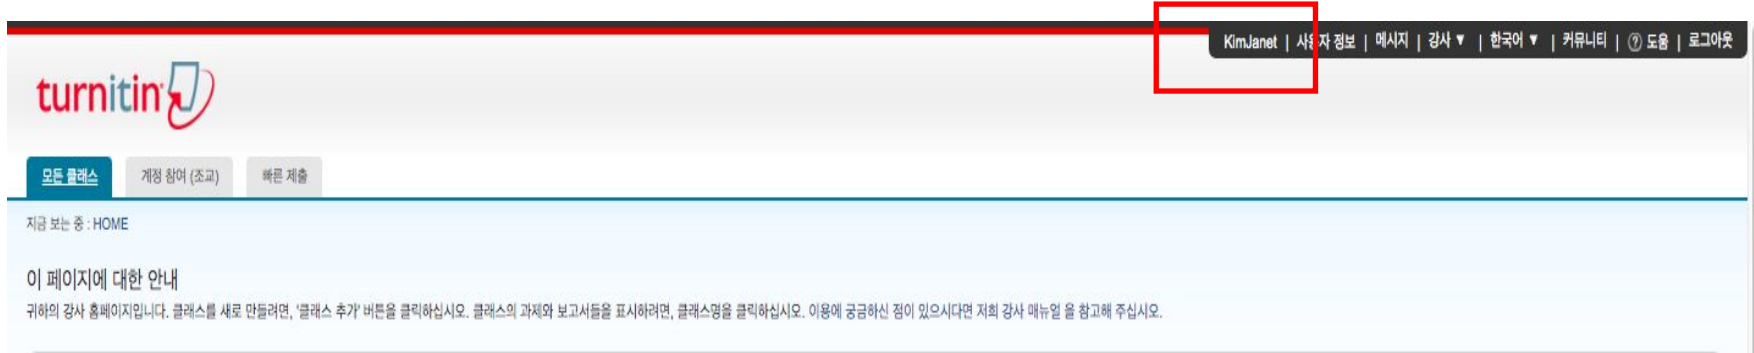 KimJanet | 사용자 정보 | 메시지 | 강사 ▼ | 한국어 ▼ | 커뮤니티 | ? 도움 | 로그아웃
turnitin
모든 클래스 계정 참여 (조교) 빠른 제출
지금 보는 중 : HOME
이 페이지에 대한 안내
귀하의 강사 홈페이지입니다. 클래스를 새로 만들려면, '클래스 추가' 버튼을 클릭하십시오. 클래스의 과제와 보고서들을 표시하려면, 클래스명을 클릭하십시오. 이용에 궁금하신 점이 있으시다면 저희 강사 매뉴얼 을 참고해 주십시오.